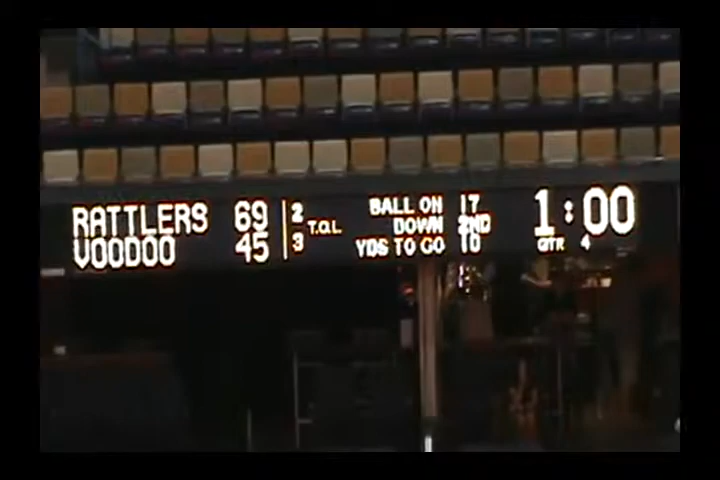 RATTLERS 69 2 T.O.L BALL ON 17 1:00
VOODOO 45 3 DOWN 2ND
YDS TO GO 10 QTR 4